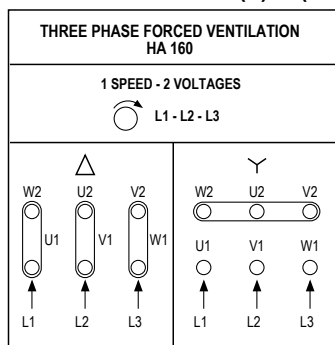 THREE PHASE FORCED VENTILATION
HA 160
1 SPEED - 2 VOLTAGES
L1 - L2 - L3
W2 U2 V2
U1 V1 W1
L1 L2 L3
W2 U2 V2
U1 V1 W1
L1 L2 L3